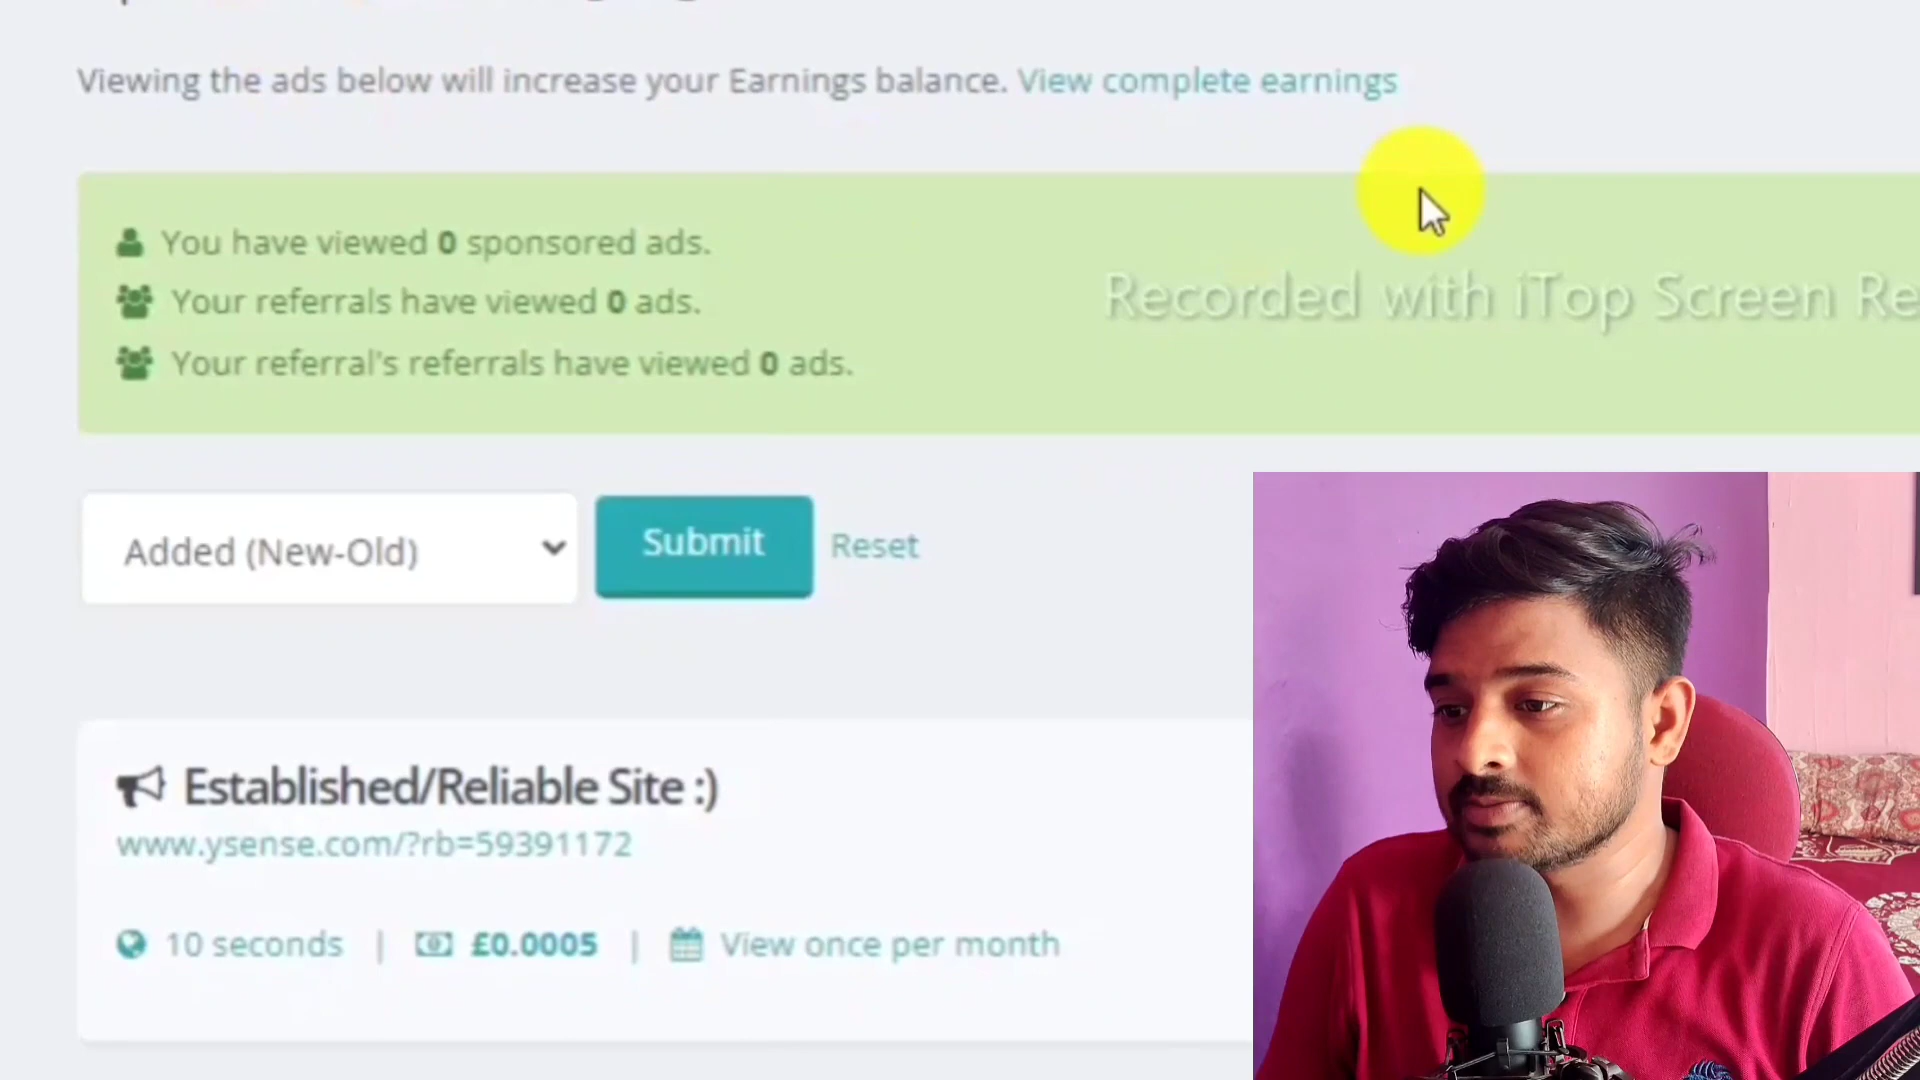 Viewing the ads below will increase your Earnings balance. View complete earnings
You have viewed 0 sponsored ads.
Your referrals have viewed 0 ads.
Your referral's referrals have viewed 0 ads.
Recorded with iTop Screen Re
Added (New-Old)
Submit
Reset
Established/Reliable Site :)
www.ysense.com/?rb=59391172
10 seconds | £0.0005 | View once per month